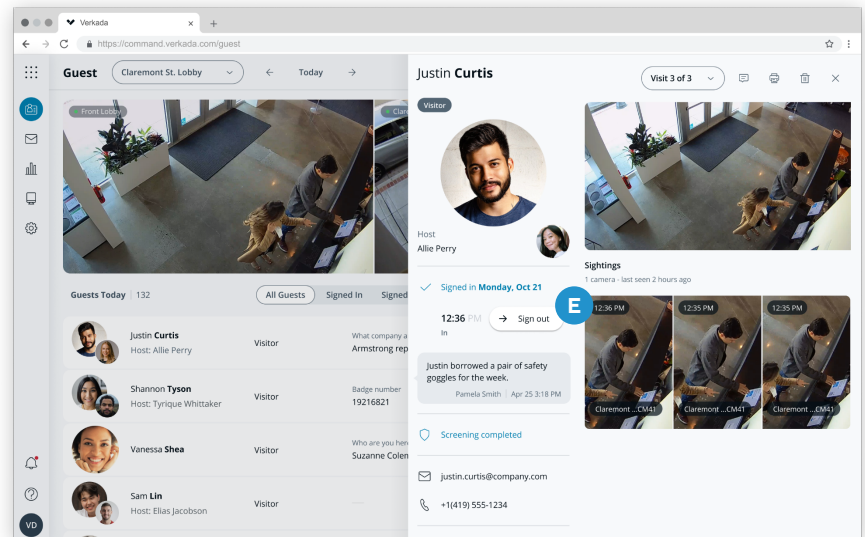 Verkada
https://command.verkada.com/guest
Guest
Claremont St. Lobby
Today
Front Lobby
Guests Today | 132
All Guests
Signed In
Signed
Justin Curtis
Host: Allie Perry
Visitor
What company a
Armstrong rep
Shannon Tyson
Host: Tyrique Whittaker
Visitor
Badge number
19216821
Vanessa Shea
Visitor
Who are you here
Suzanne Colem
Sam Lin
Host: Elias Jacobson
Visitor
VD
Justin Curtis
Visit 3 of 3
Visitor
Host
Allie Perry
Signed in Monday, Oct 21
12:36 PM
In
Sign out
E
Justin borrowed a pair of safety
goggles for the week.
Pamela Smith | Apr 25 3:18 PM
Screening completed
justin.curtis@company.com
+1(419) 555-1234
Sightings
1 camera - last seen 2 hours ago
12:36 PM
12:35 PM
12:35 PM
Claremont ...CM41
Claremont ...CM41
Claremont ...CM41